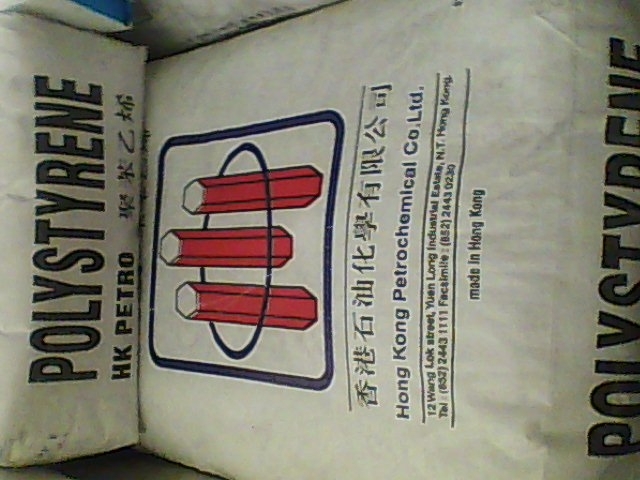 POLYSTYRENE
HK PETRO 聚苯乙烯
香港石油化學有限公司
Hong Kong Petrochemical Co.Ltd.
12 Wang Lok street, Yuen Long Industrial Estate, N.T. Hong Kong.
Tel : (852) 2443 1111 Facsimile : (852) 2443 0230
made in Hong Kong
POLYSTYRENE